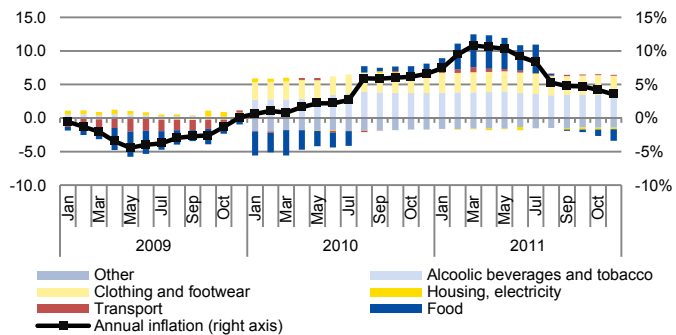 15.0 15%
10.0 10%
5.0 5%
0.0 0%
-5.0 -5%
-10.0 -10%
Jan Mar May Jul Sep Oct Jan Mar May Jul Sep Oct Jan Mar May Jul Sep Oct
2009 2010 2011
Other Alcoolic beverages and tobacco
Clothing and footwear Housing, electricity
Transport Food
Annual inflation (right axis)